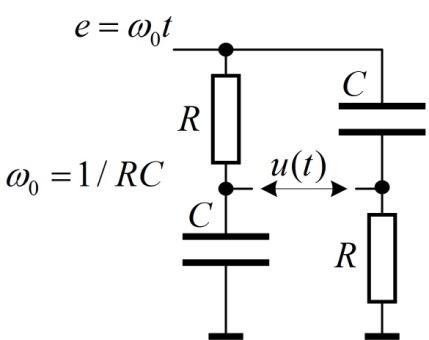 e = ω₀t
C
R
u(t)
ω₀ = 1/ RC
C
R